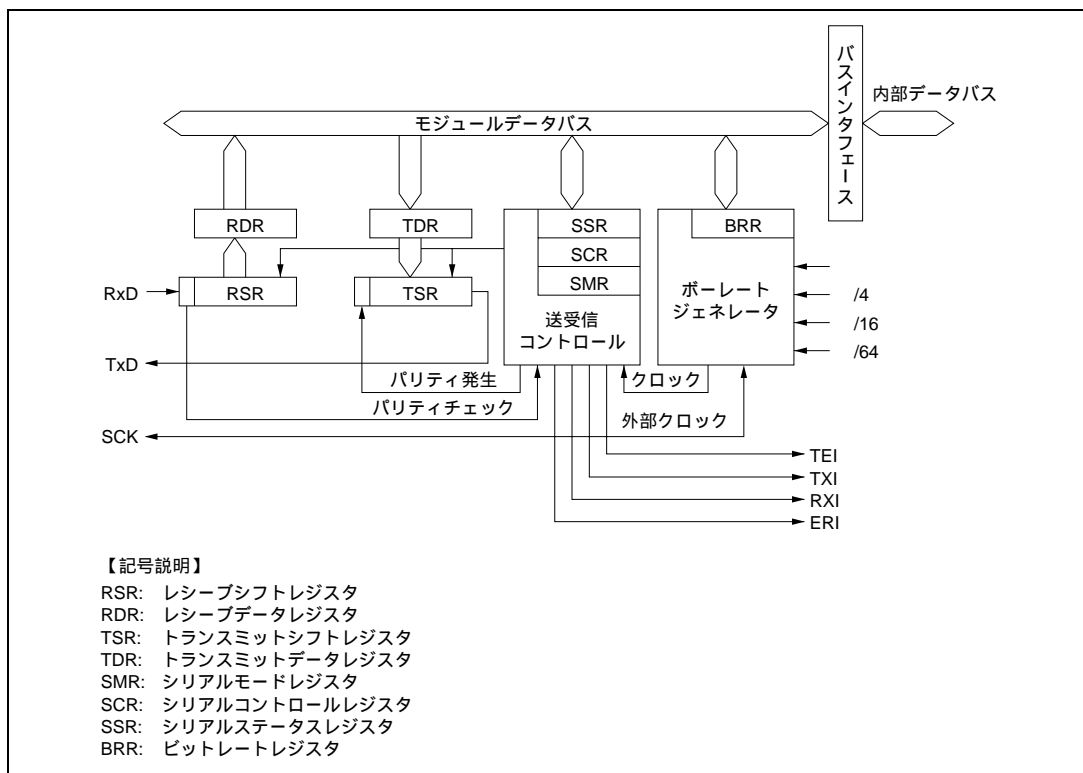 バスインタフェース
内部データバス
モジュールデータバス
RDR
TDR
SSR
BRR
SCR
SMR
RxD
RSR
TSR
送受信
コントロール
ボーレート
ジェネレータ
/4
/16
/64
TxD
パリティ発生
クロック
パリティチェック
外部クロック
SCK
TEI
TXI
RXI
ERI
【記号説明】
RSR: レシーブシフトレジスタ
RDR: レシーブデータレジスタ
TSR: トランスミットシフトレジスタ
TDR: トランスミットデータレジスタ
SMR: シリアルモードレジスタ
SCR: シリアルコントロールレジスタ
SSR: シリアルステータスレジスタ
BRR: ビットレートレジスタ